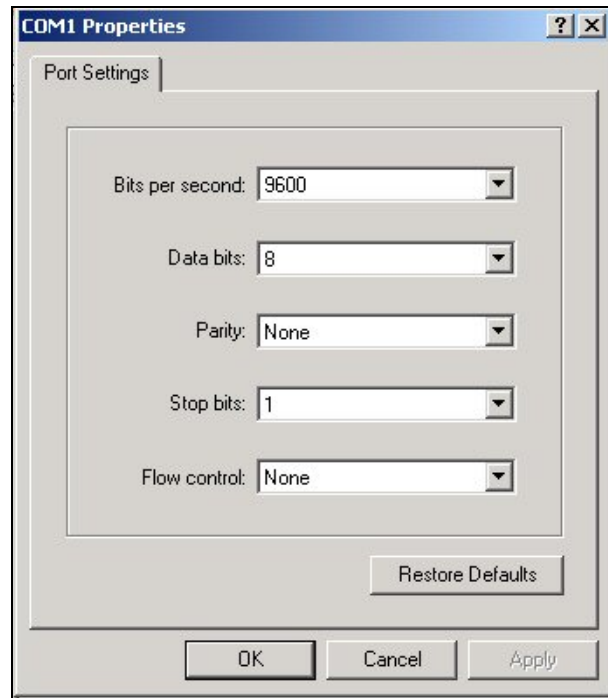 COM1 Properties
Port Settings
Bits per second: 9600
Data bits: 8
Parity: None
Stop bits: 1
Flow control: None
Restore Defaults
OK Cancel Apply